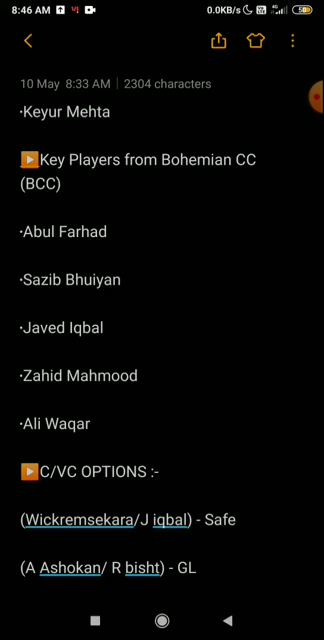 8:46 AM
0.0KB/s 4G 50
10 May 8:33 AM | 2304 characters
·Keyur Mehta
▶️Key Players from Bohemian CC
(BCC)
·Abul Farhad
·Sazib Bhuiyan
·Javed Iqbal
·Zahid Mahmood
·Ali Waqar
▶️C/VC OPTIONS :-
(Wickremsekara/J iqbal) - Safe
(A Ashokan/ R bisht) - GL